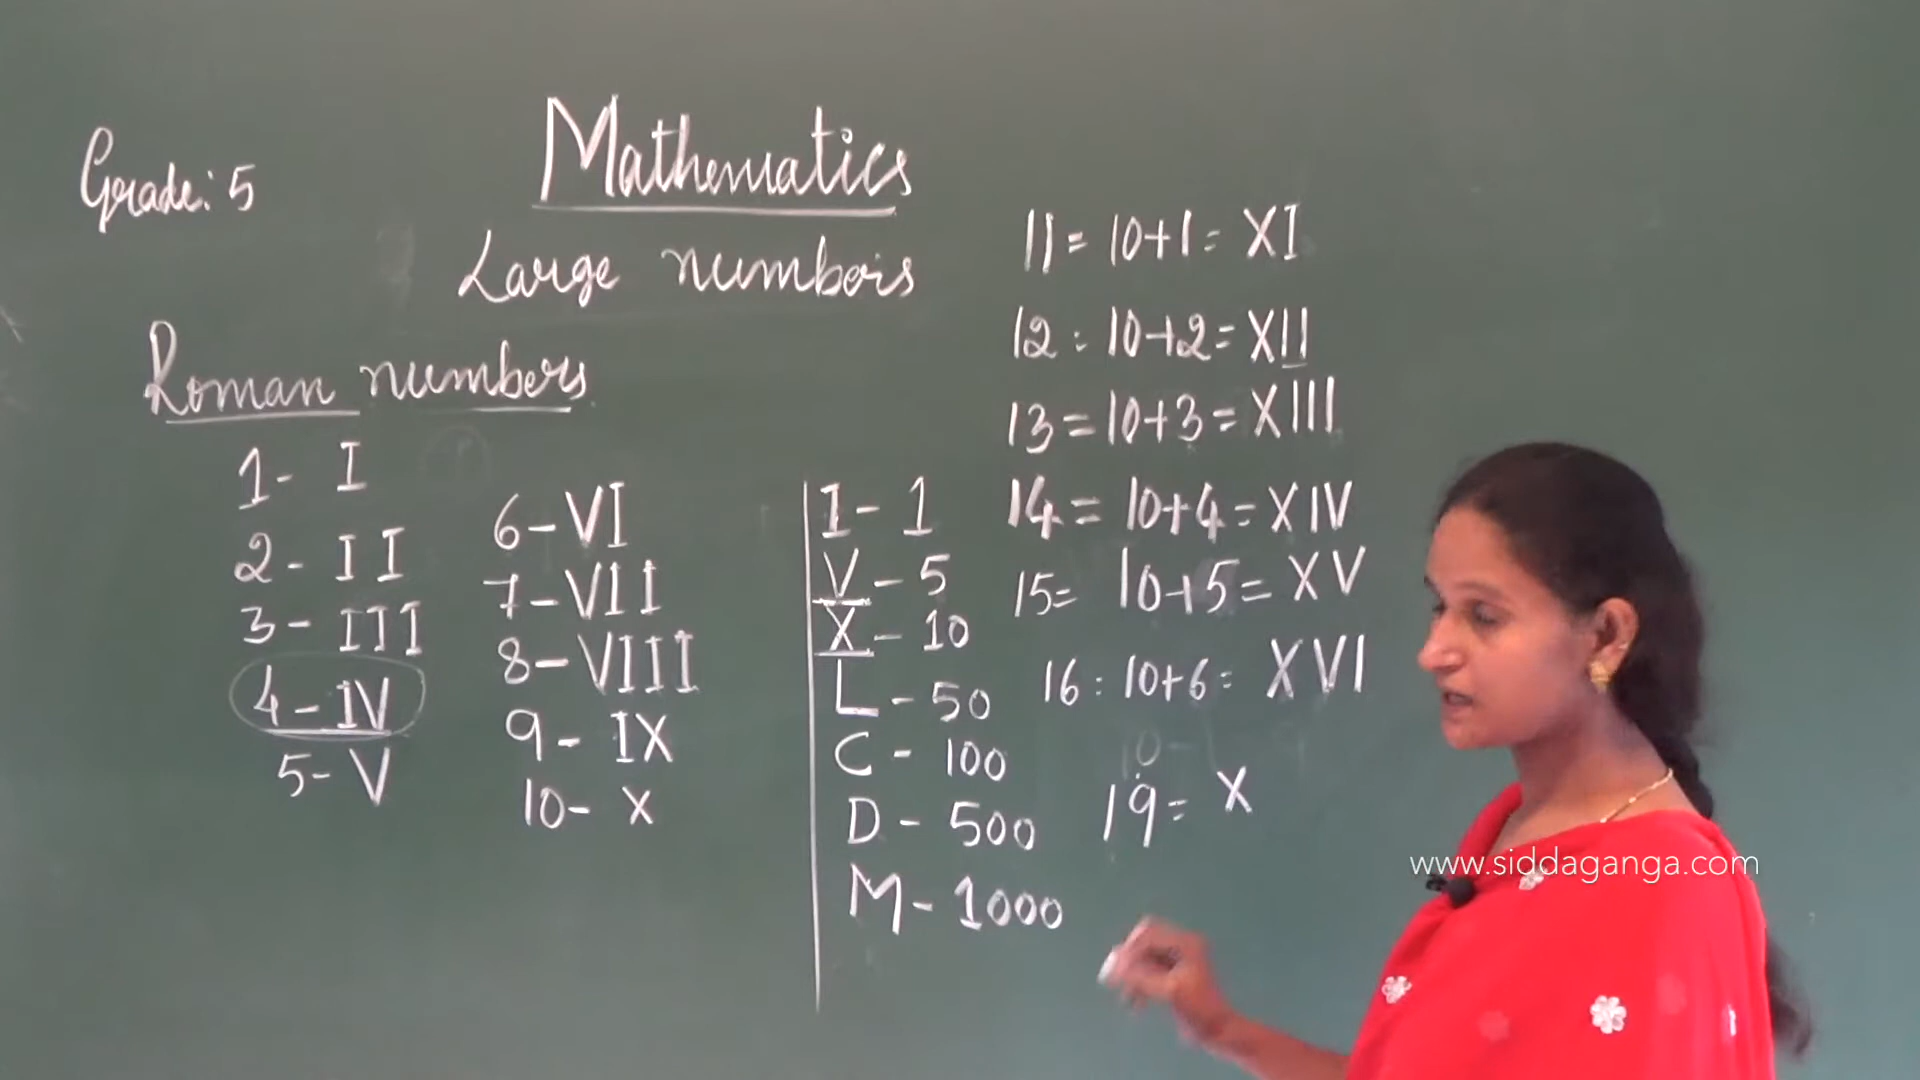 Grade: 5
Mathematics
Large numbers
Roman numbers
1 - I
2 - II
3 - III
4 - IV
5 - V
6 - VI
7 - VII
8 - VIII
9 - IX
10 - X
I - 1
V - 5
X - 10
L - 50
C - 100
D - 500
M - 1000
11 = 10+1 = XI
12 : 10+2 = XII
13 = 10+3 = XIII
14 = 10+4 = XIV
15 = 10+5 = XV
16 : 10+6 = XVI
19 = X
www.siddaganga.com